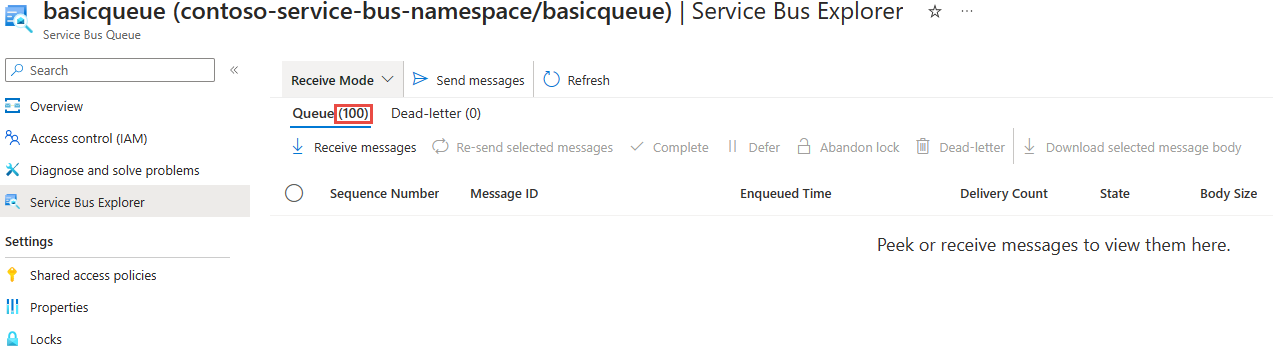 basicqueue (contoso-service-bus-namespace/basicqueue) | Service Bus Explorer
Service Bus Queue
Search
Overview
Access control (IAM)
Diagnose and solve problems
Service Bus Explorer
Settings
Shared access policies
Properties
Locks
Receive Mode Send messages Refresh
Queue (100) Dead-letter (0)
Receive messages Re-send selected messages Complete Defer Abandon lock Dead-letter Download selected message body
Sequence Number Message ID Enqueued Time Delivery Count State Body Size
Peek or receive messages to view them here.